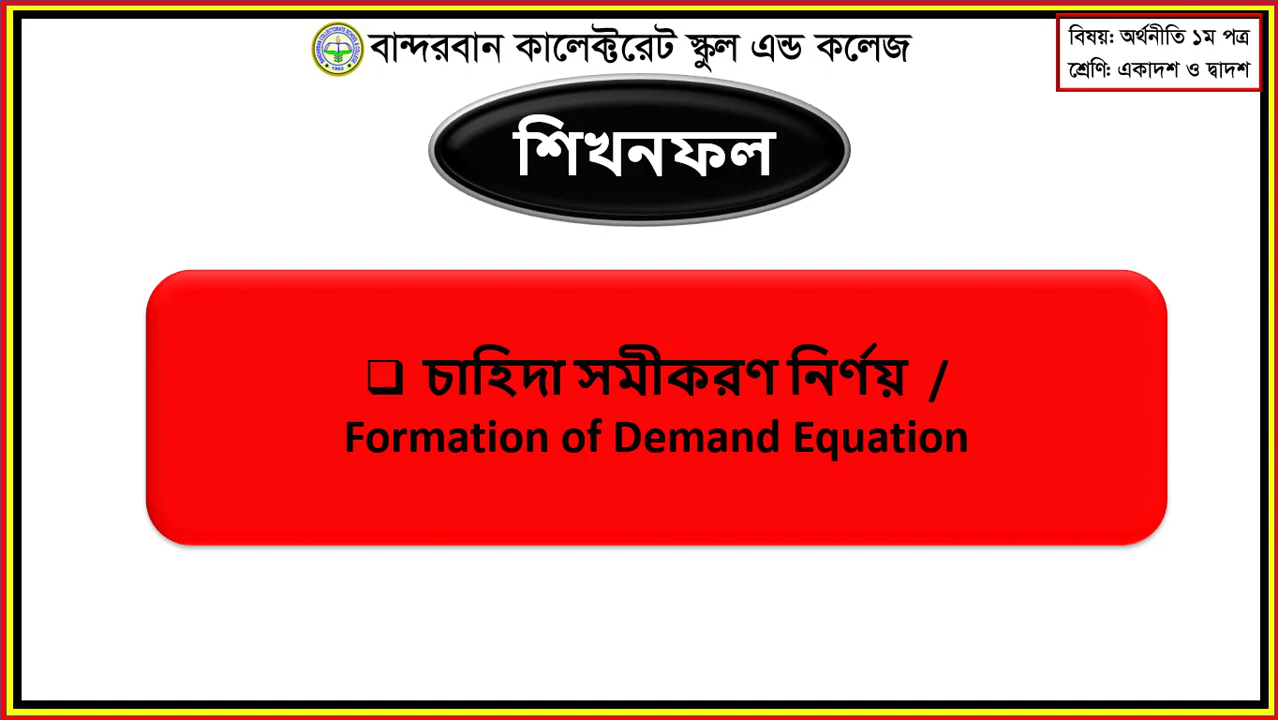 বান্দরবান কালেক্টরেট স্কুল এন্ড কলেজ
বিষয়: অর্থনীতি ১ম পত্র
শ্রেণি: একাদশ ও দ্বাদশ
শিখনফল
❑ চাহিদা সমীকরণ নির্ণয় /
Formation of Demand Equation